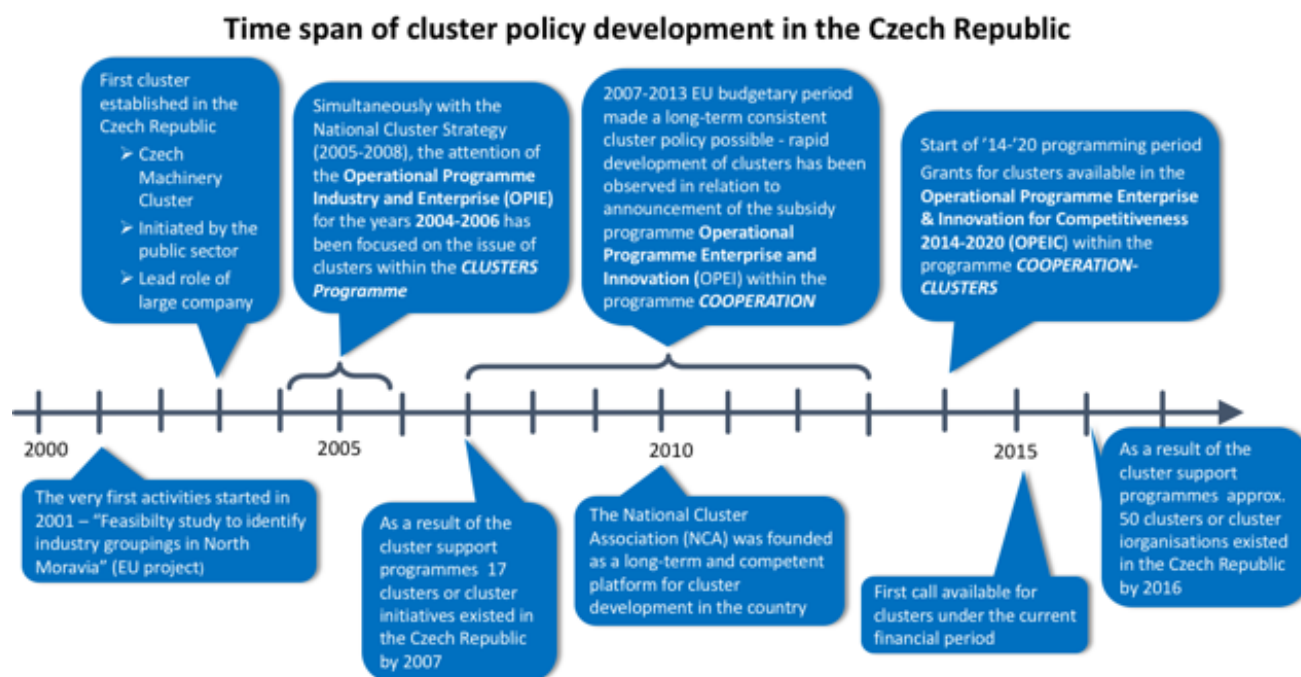 Time span of cluster policy development in the Czech Republic
First cluster
established in the
Czech Republic
➤ Czech
Machinery
Cluster
➤ Initiated by the
public sector
➤ Lead role of
large company
Simultaneously with the
National Cluster Strategy
(2005-2008), the attention of
the Operational Programme
Industry and Enterprise (OPIE)
for the years 2004-2006 has
been focused on the issue of
clusters within the CLUSTERS
Programme
2007-2013 EU budgetary period
made a long-term consistent
cluster policy possible - rapid
development of clusters has been
observed in relation to
announcement of the subsidy
programme Operational
Programme Enterprise and
Innovation (OPEI) within the
programme COOPERATION
Start of '14-'20 programming period
Grants for clusters available in the
Operational Programme Enterprise
& Innovation for Competitiveness
2014-2020 (OPEIC) within the
programme COOPERATION-
CLUSTERS
2000
2005
2010
2015
The very first activities started in
2001 – "Feasibilty study to identify
industry groupings in North
Moravia" (EU project)
As a result of the
cluster support
programmes 17
clusters or cluster
initiatives existed in
the Czech Republic
by 2007
The National Cluster
Association (NCA) was founded
as a long-term and competent
platform for cluster
development in the country
First call available for
clusters under the current
financial period
As a result of the
cluster support
programmes approx.
50 clusters or cluster
iorganisations existed
in the Czech Republic
by 2016